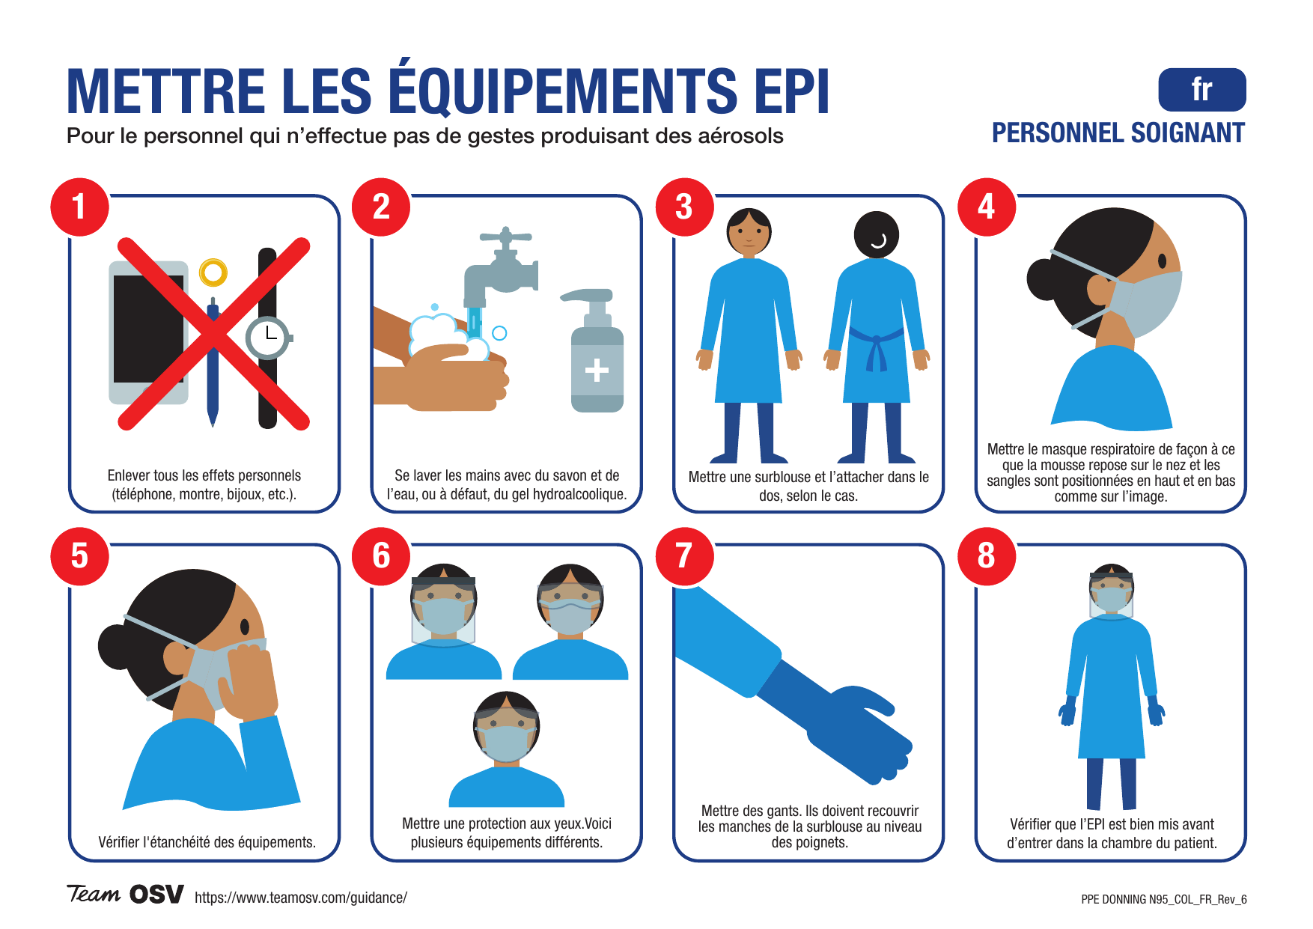 METTRE LES ÉQUIPEMENTS EPI
Pour le personnel qui n’effectue pas de gestes produisant des aérosols
fr
PERSONNEL SOIGNANT
1
Enlever tous les effets personnels
(téléphone, montre, bijoux, etc.).
2
Se laver les mains avec du savon et de
l’eau, ou à défaut, du gel hydroalcoolique.
3
Mettre une surblouse et l’attacher dans le
dos, selon le cas.
4
Mettre le masque respiratoire de façon à ce
que la mousse repose sur le nez et les
sangles sont positionnées en haut et en bas
comme sur l’image.
5
Vérifier l'étanchéité des équipements.
6
Mettre une protection aux yeux.Voici
plusieurs équipements différents.
7
Mettre des gants. Ils doivent recouvrir
les manches de la surblouse au niveau
des poignets.
8
Vérifier que l’EPI est bien mis avant
d’entrer dans la chambre du patient.
Team OSV https://www.teamosv.com/guidance/
PPE DONNING N95_COL_FR_Rev_6